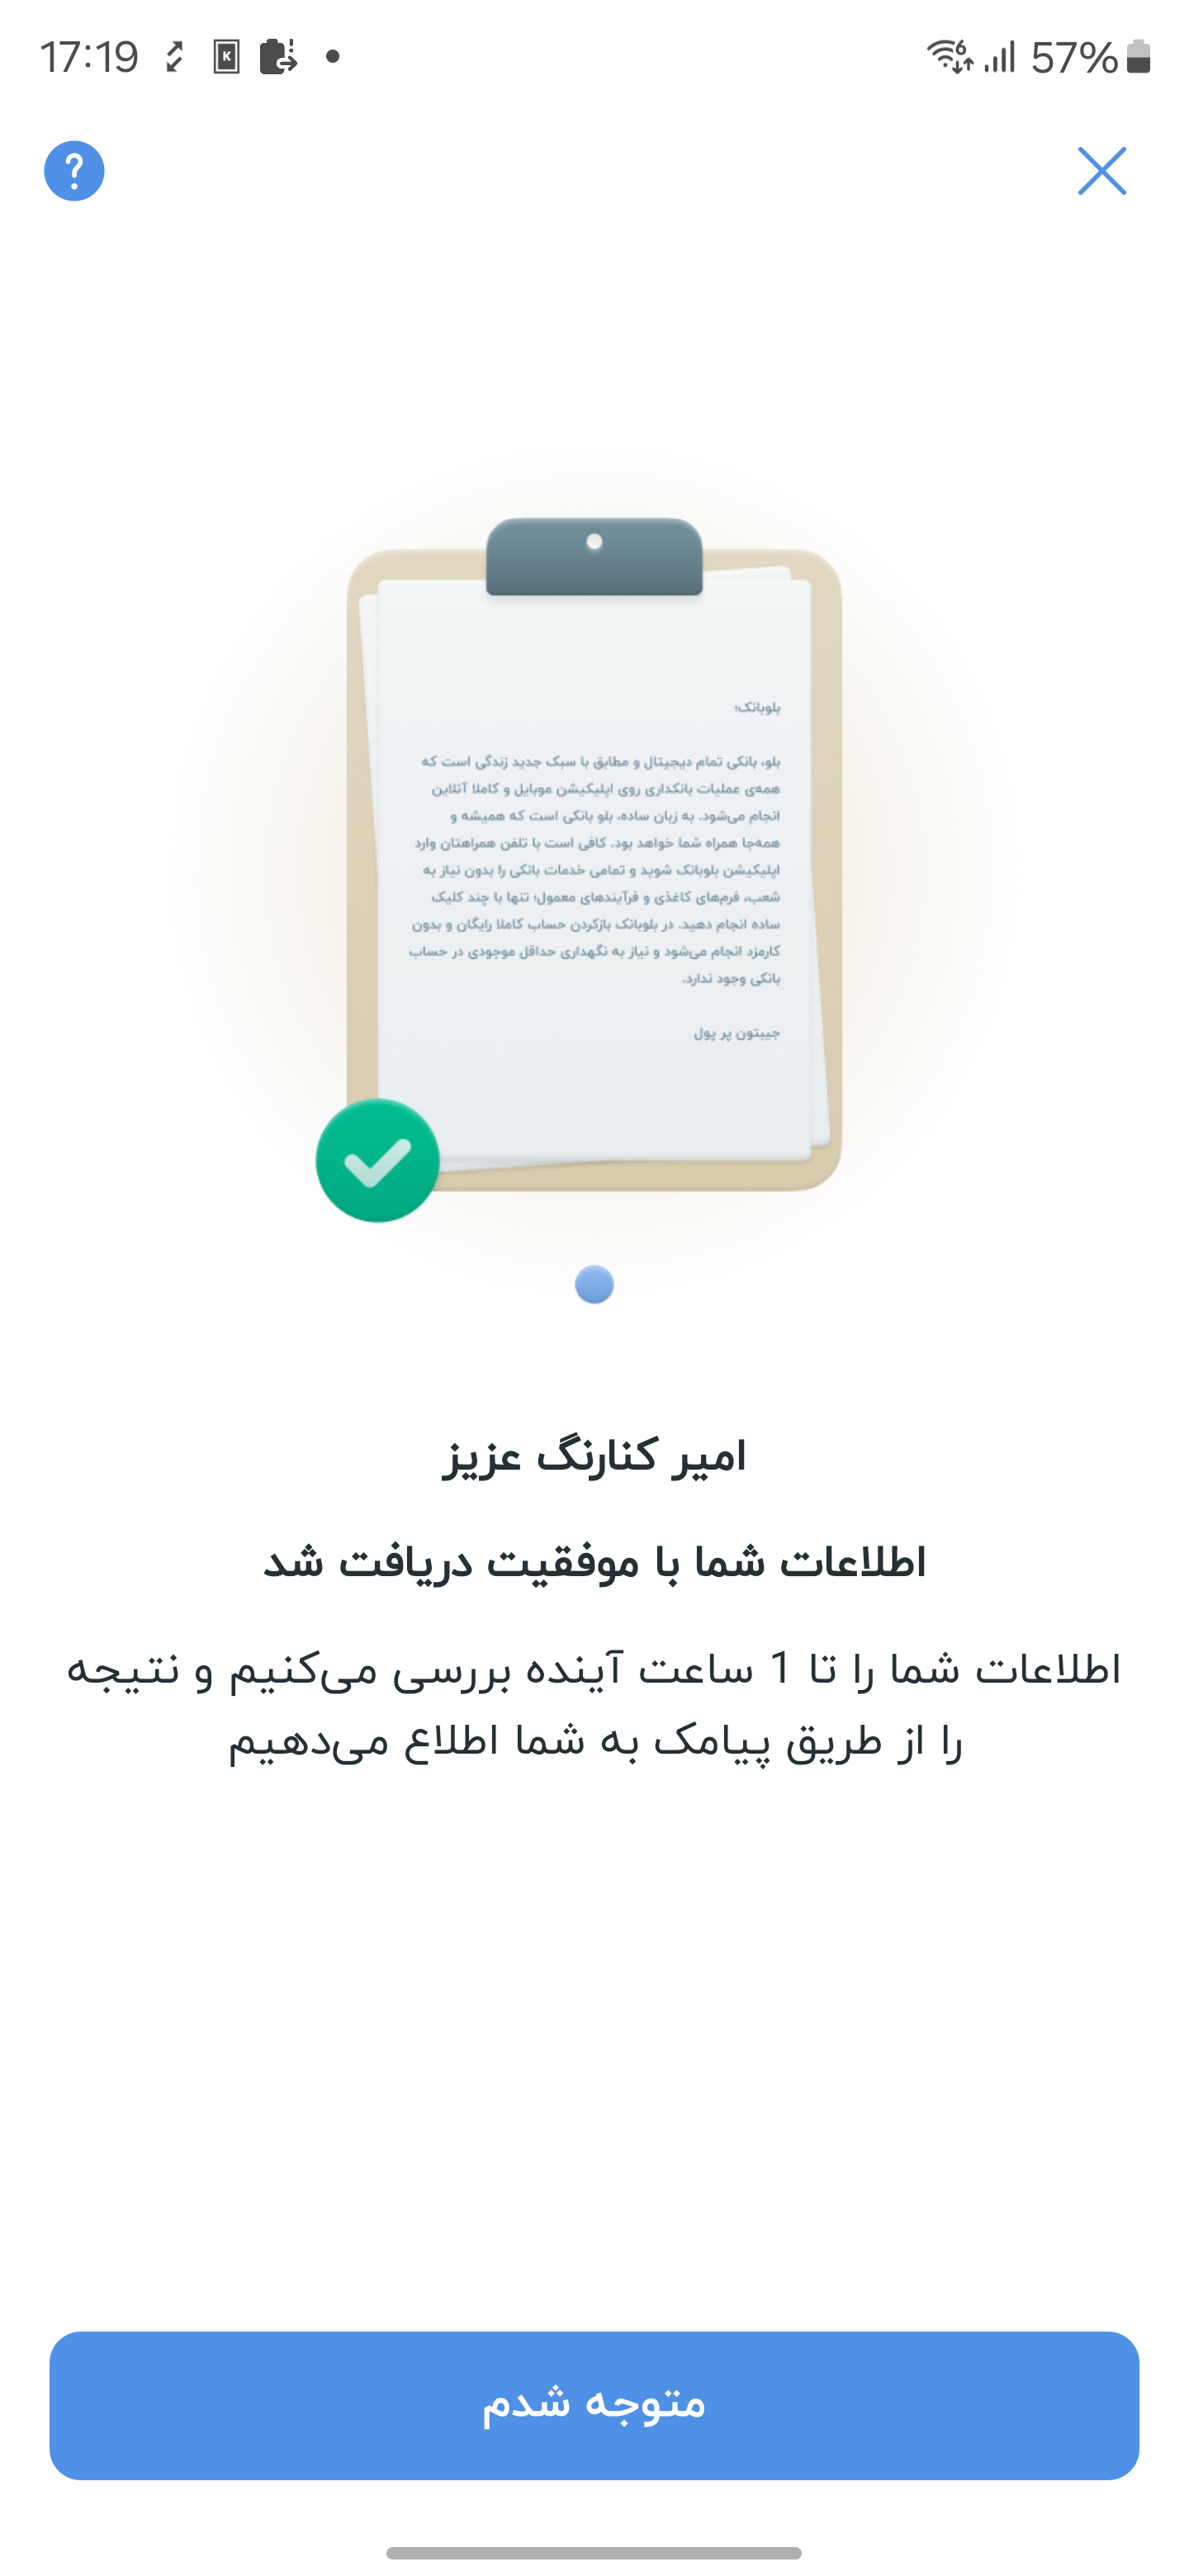 17:19
6
57%
K
?
بلوبانک؛
بلو، بانکی تمام دیجیتال و مطابق با سبک جدید زندگی است که
همه‌ی عملیات بانکداری روی اپلیکیشن موبایل و کاملا آنلاین
انجام می‌شود. به زبان ساده، بلو بانکی است که همیشه و
همه‌جا همراه شما خواهد بود. کافی است با تلفن همراهتان وارد
اپلیکیشن بلوبانک شوید و تمامی خدمات بانکی را بدون نیاز به
شعب، فرم‌های کاغذی و فرآیندهای معمول؛ تنها با چند کلیک
ساده انجام دهید. در بلوبانک بازکردن حساب کاملا رایگان و بدون
کارمزد انجام می‌شود و نیاز به نگهداری حداقل موجودی در حساب
بانکی وجود ندارد.
جیبتون پر پول
امیر کنارنگ عزیز
اطلاعات شما با موفقیت دریافت شد
اطلاعات شما را تا 1 ساعت آینده بررسی می‌کنیم و نتیجه
را از طریق پیامک به شما اطلاع می‌دهیم
متوجه شدم